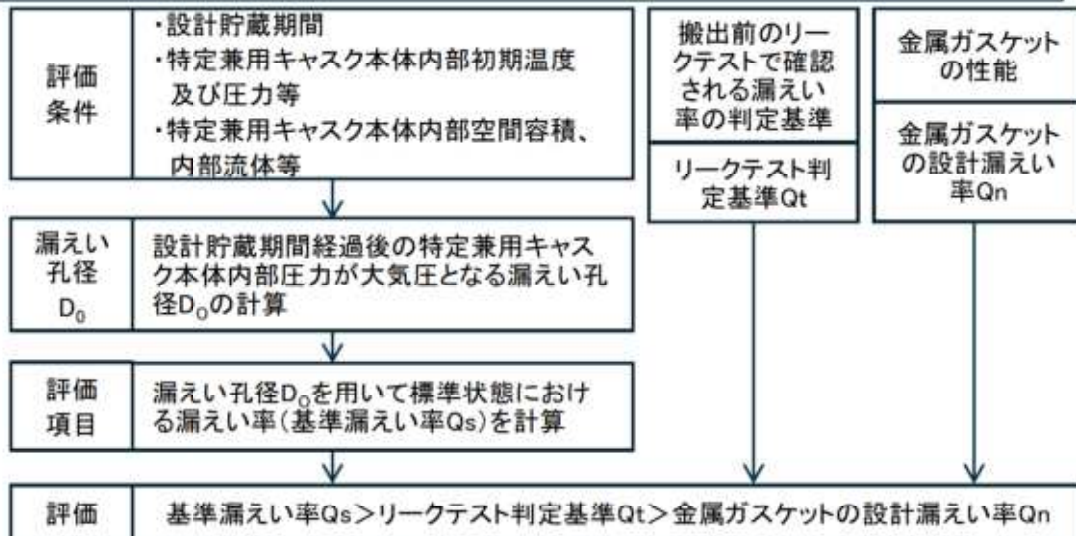 評価
条件
・設計貯蔵期間
・特定兼用キャスク本体内部初期温度
及び圧力等
・特定兼用キャスク本体内部空間容積、
内部流体等
搬出前のリー
クテストで確認
される漏えい
率の判定基準
リークテスト判
定基準Qt
金属ガスケット
の性能
金属ガスケット
の設計漏えい
率Qn
漏えい
孔径
D₀
設計貯蔵期間経過後の特定兼用キャス
ク本体内部圧力が大気圧となる漏えい孔
径D₀の計算
評価
項目
漏えい孔径D₀を用いて標準状態におけ
る漏えい率(基準漏えい率Qs)を計算
評価
基準漏えい率Qs>リークテスト判定基準Qt>金属ガスケットの設計漏えい率Qn